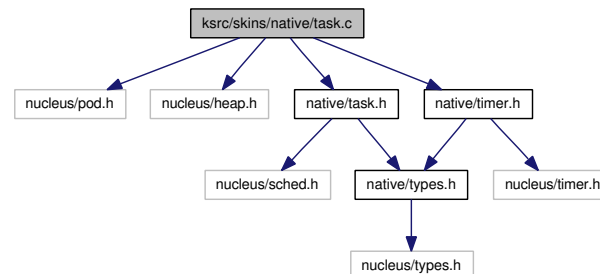 ksrc/skins/native/task.c
nucleus/pod.h
nucleus/heap.h
native/task.h
native/timer.h
nucleus/sched.h
native/types.h
nucleus/timer.h
nucleus/types.h